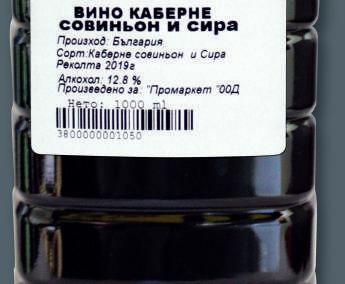 ВИНО КАБЕРНЕ
СОВИНЬОН И СИРА
Произход: България
Сорт:Каберне совиньон и Сира
Реколта 2019г
Алкохол: 12.8 %
Произведено за: "Промаркет "ООД
Нето: 1000 ml
3800000001050